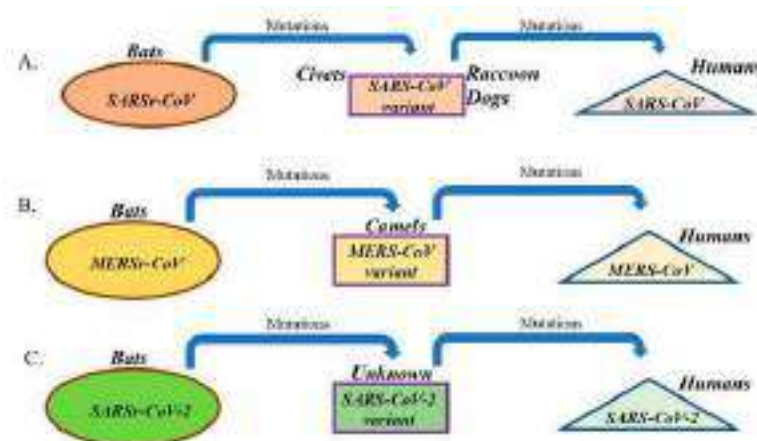 Mutations Mutations
A.
Bats
SARSr-CoV
Civets
SARS-CoV
variant
Raccoon
Dogs
Humans
SARS-CoV
Mutations Mutations
B.
Bats
MERSr-CoV
Camels
MERS-CoV
variant
Humans
MERS-CoV
Mutations Mutations
C.
Bats
SARSr-CoV-2
Unknown
SARS-CoV-2
variant
Humans
SARS-CoV-2